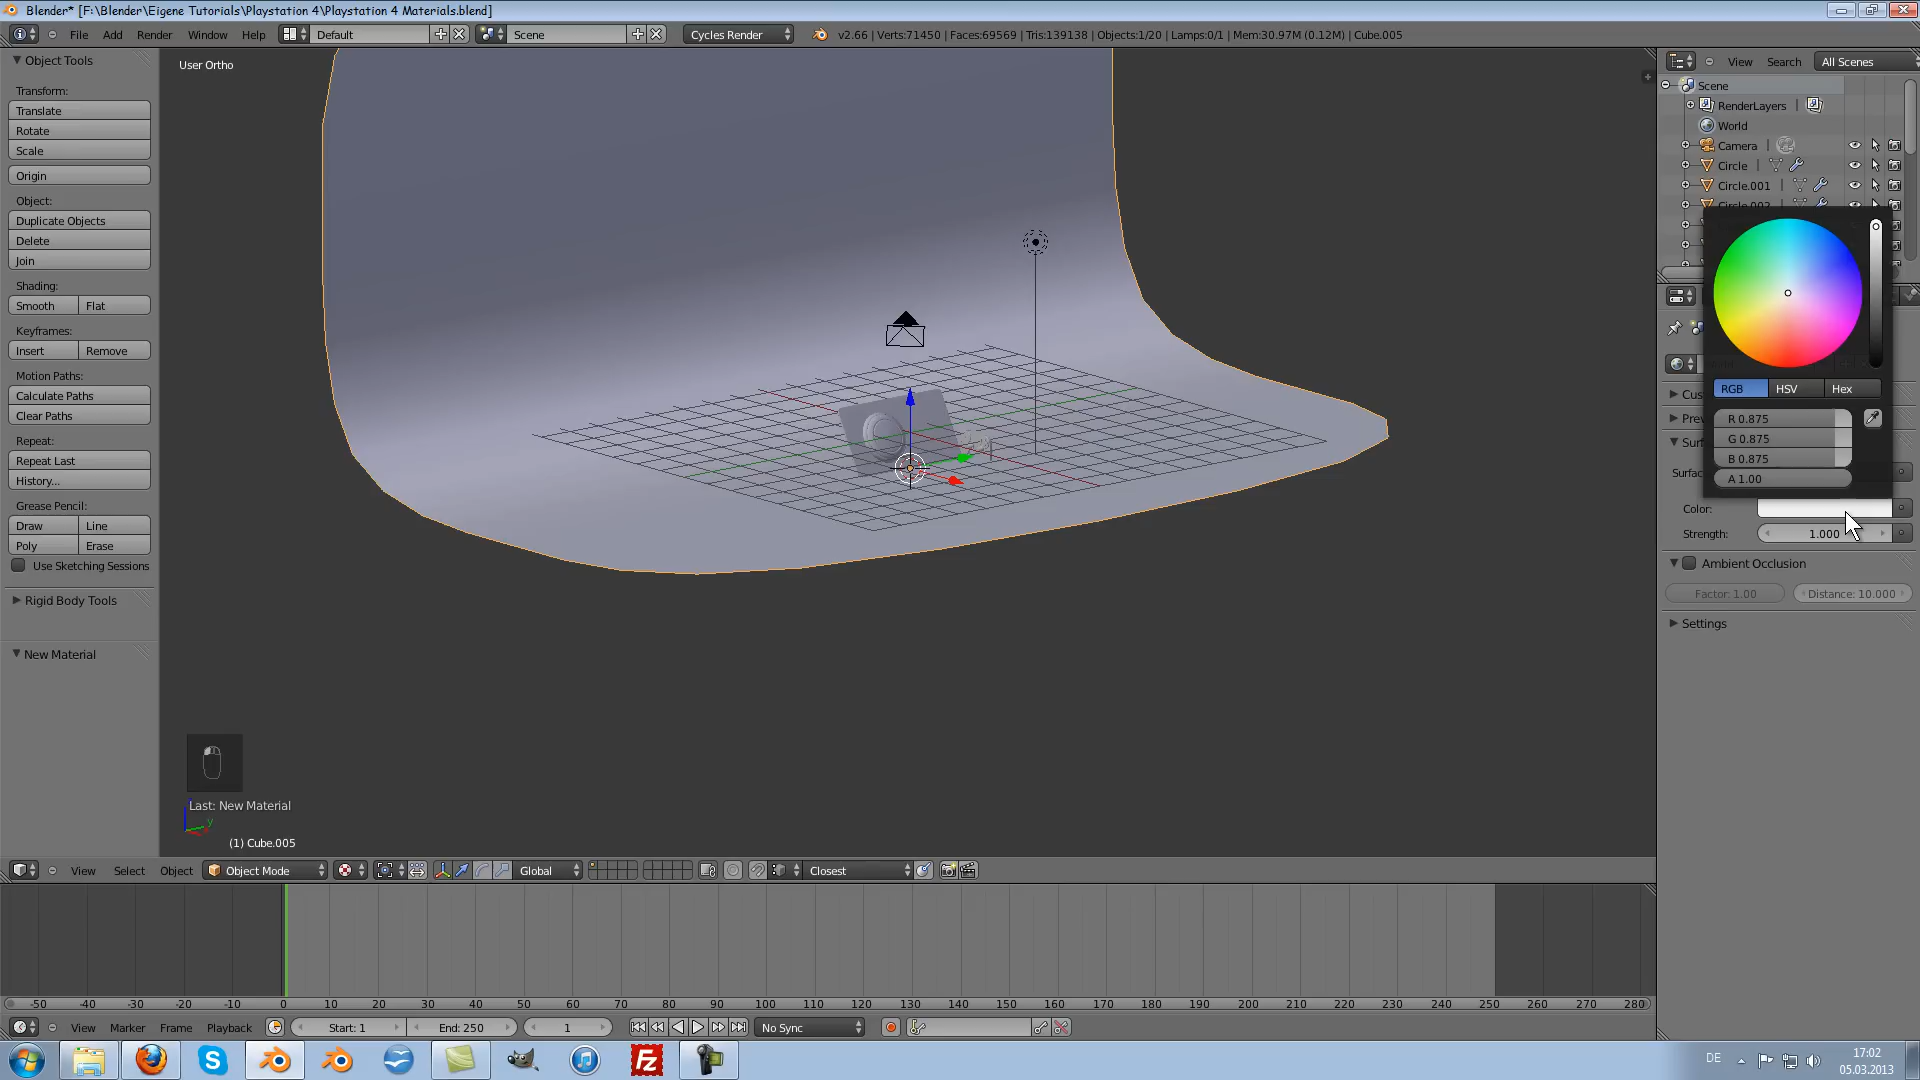 Blender* [F:\Blender\Eigene Tutorials\Playstation 4\Playstation 4 Materials.blend]
File Add Render Window Help Default Scene Cycles Render v2.66 | Verts:71450 | Faces:69569 | Tris:139138 | Objects:1/20 | Lamps:0/1 | Mem:30.97M (0.12M) | Cube.005
Object Tools
Transform:
Translate
Rotate
Scale
Origin
Object:
Duplicate Objects
Delete
Join
Shading:
Smooth Flat
Keyframes:
Insert Remove
Motion Paths:
Calculate Paths
Clear Paths
Repeat:
Repeat Last
History...
Grease Pencil:
Draw Line
Poly Erase
Use Sketching Sessions
Rigid Body Tools
New Material
User Ortho
Last: New Material
(1) Cube.005
View Search All Scenes
Scene
RenderLayers |
World
Camera |
Circle |
Circle.001 |
Circle.002
RGB HSV Hex
R 0.875
G 0.875
B 0.875
A 1.00
Color:
Strength: 1.000
Ambient Occlusion
Factor: 1.00 Distance: 10.000
Settings
View Select Object Object Mode Global Closest
-50 -40 -30 -20 -10 0 10 20 30 40 50 60 70 80 90 100 110 120 130 140 150 160 170 180 190 200 210 220 230 240 250 260 270 280
View Marker Frame Playback Start: 1 End: 250 1 No Sync
DE 17:02
05.03.2013